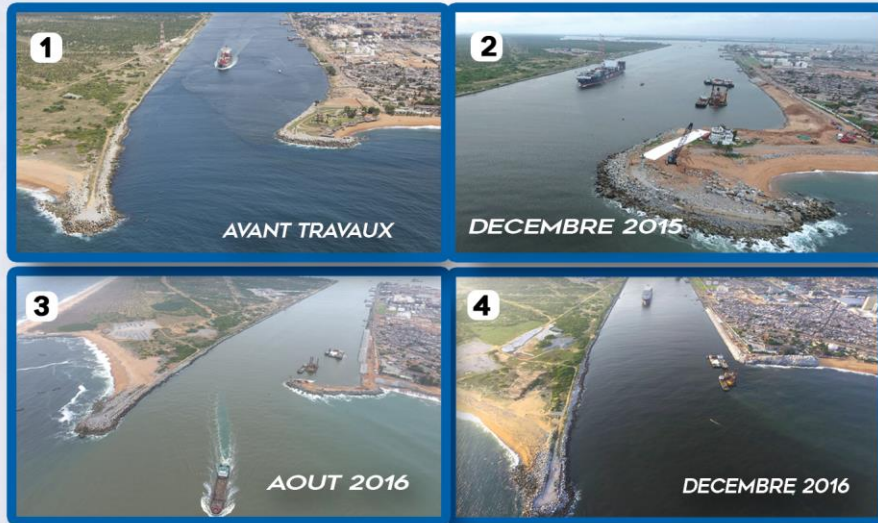 1
AVANT TRAVAUX
2
DECEMBRE 2015
3
AOUT 2016
4
DECEMBRE 2016